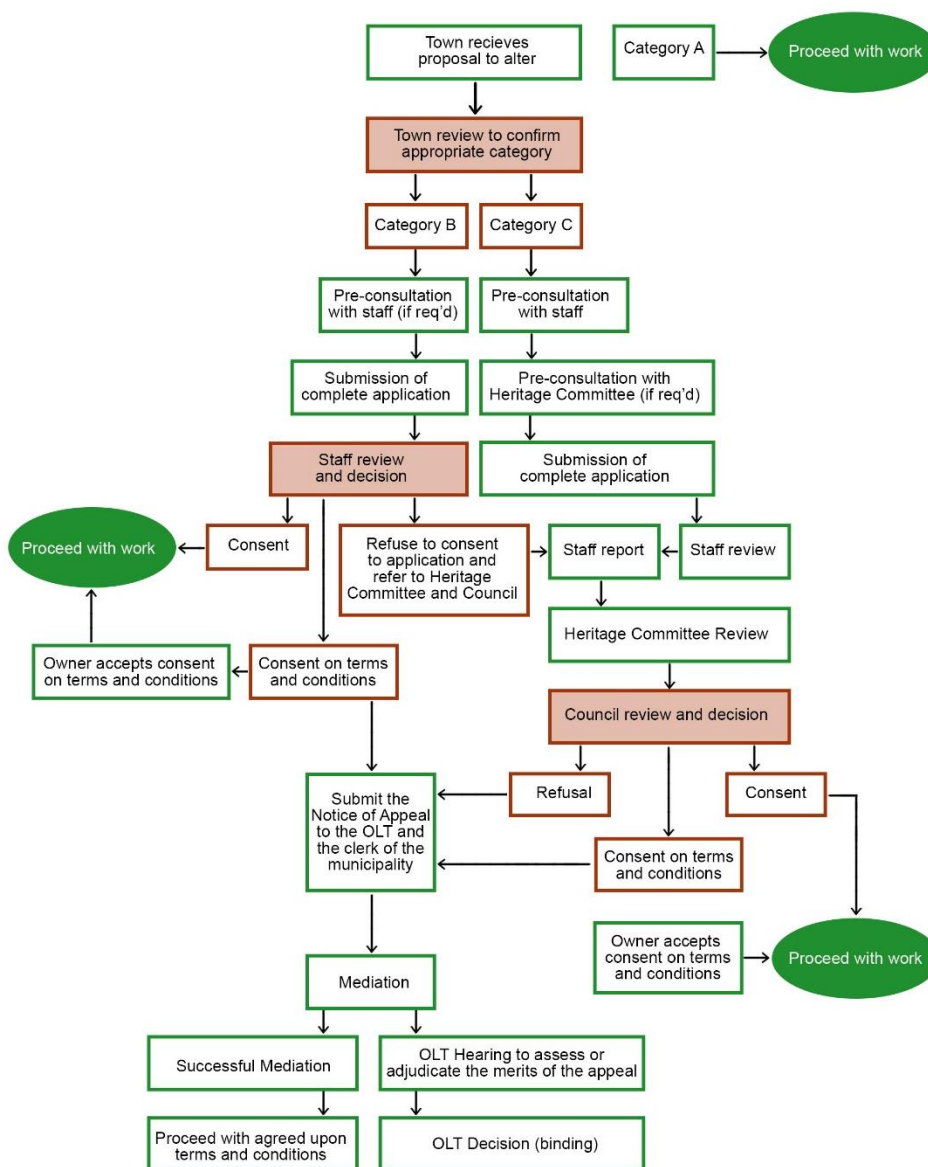 Town recieves
proposal to alter
Category A
Proceed with work
Town review to confirm
appropriate category
Category B
Category C
Pre-consultation
with staff (if req'd)
Pre-consultation
with staff
Submission of
complete application
Pre-consultation with
Heritage Committee (if req'd)
Staff review
and decision
Submission of
complete application
Proceed with work
Consent
Refuse to consent
to application and
refer to Heritage
Committee and Council
Staff report
Staff review
Heritage Committee Review
Owner accepts consent
on terms and conditions
Consent on terms
and conditions
Council review and decision
Submit the
Notice of Appeal
to the OLT and
the clerk of the
municipality
Refusal
Consent
Consent on terms
and conditions
Owner accepts
consent on terms
and conditions
Proceed with work
Mediation
Successful Mediation
OLT Hearing to assess or
adjudicate the merits of the appeal
Proceed with agreed upon
terms and conditions
OLT Decision (binding)